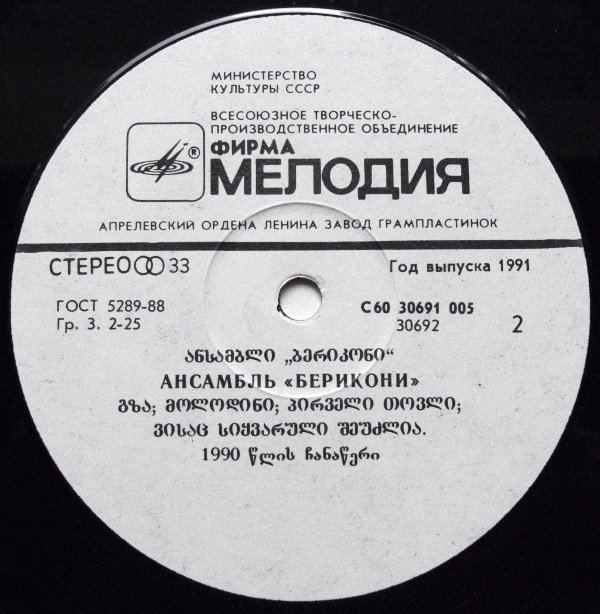 МИНИСТЕРСТВО
КУЛЬТУРЫ СССР
ВСЕСОЮЗНОЕ ТВОРЧЕСКО-
ПРОИЗВОДСТВЕННОЕ ОБЪЕДИНЕНИЕ
® ФИРМА
МЕЛОДИЯ
АПРЕЛЕВСКИЙ ОРДЕНА ЛЕНИНА ЗАВОД ГРАМПЛАСТИНОК
СТЕРЕО 33
Год выпуска 1991
ГОСТ 5289-88
Гр. 3. 2-25
С60 30691 005
30692
2
ანსამბლი „ბერიკონი“
АНСАМБЛЬ «БЕРИКОНИ»
გზა; მოლოდინი; პირველი თოვლი;
ვისაც სიყვარული შეუძლია.
1990 წლის ჩანაწერი